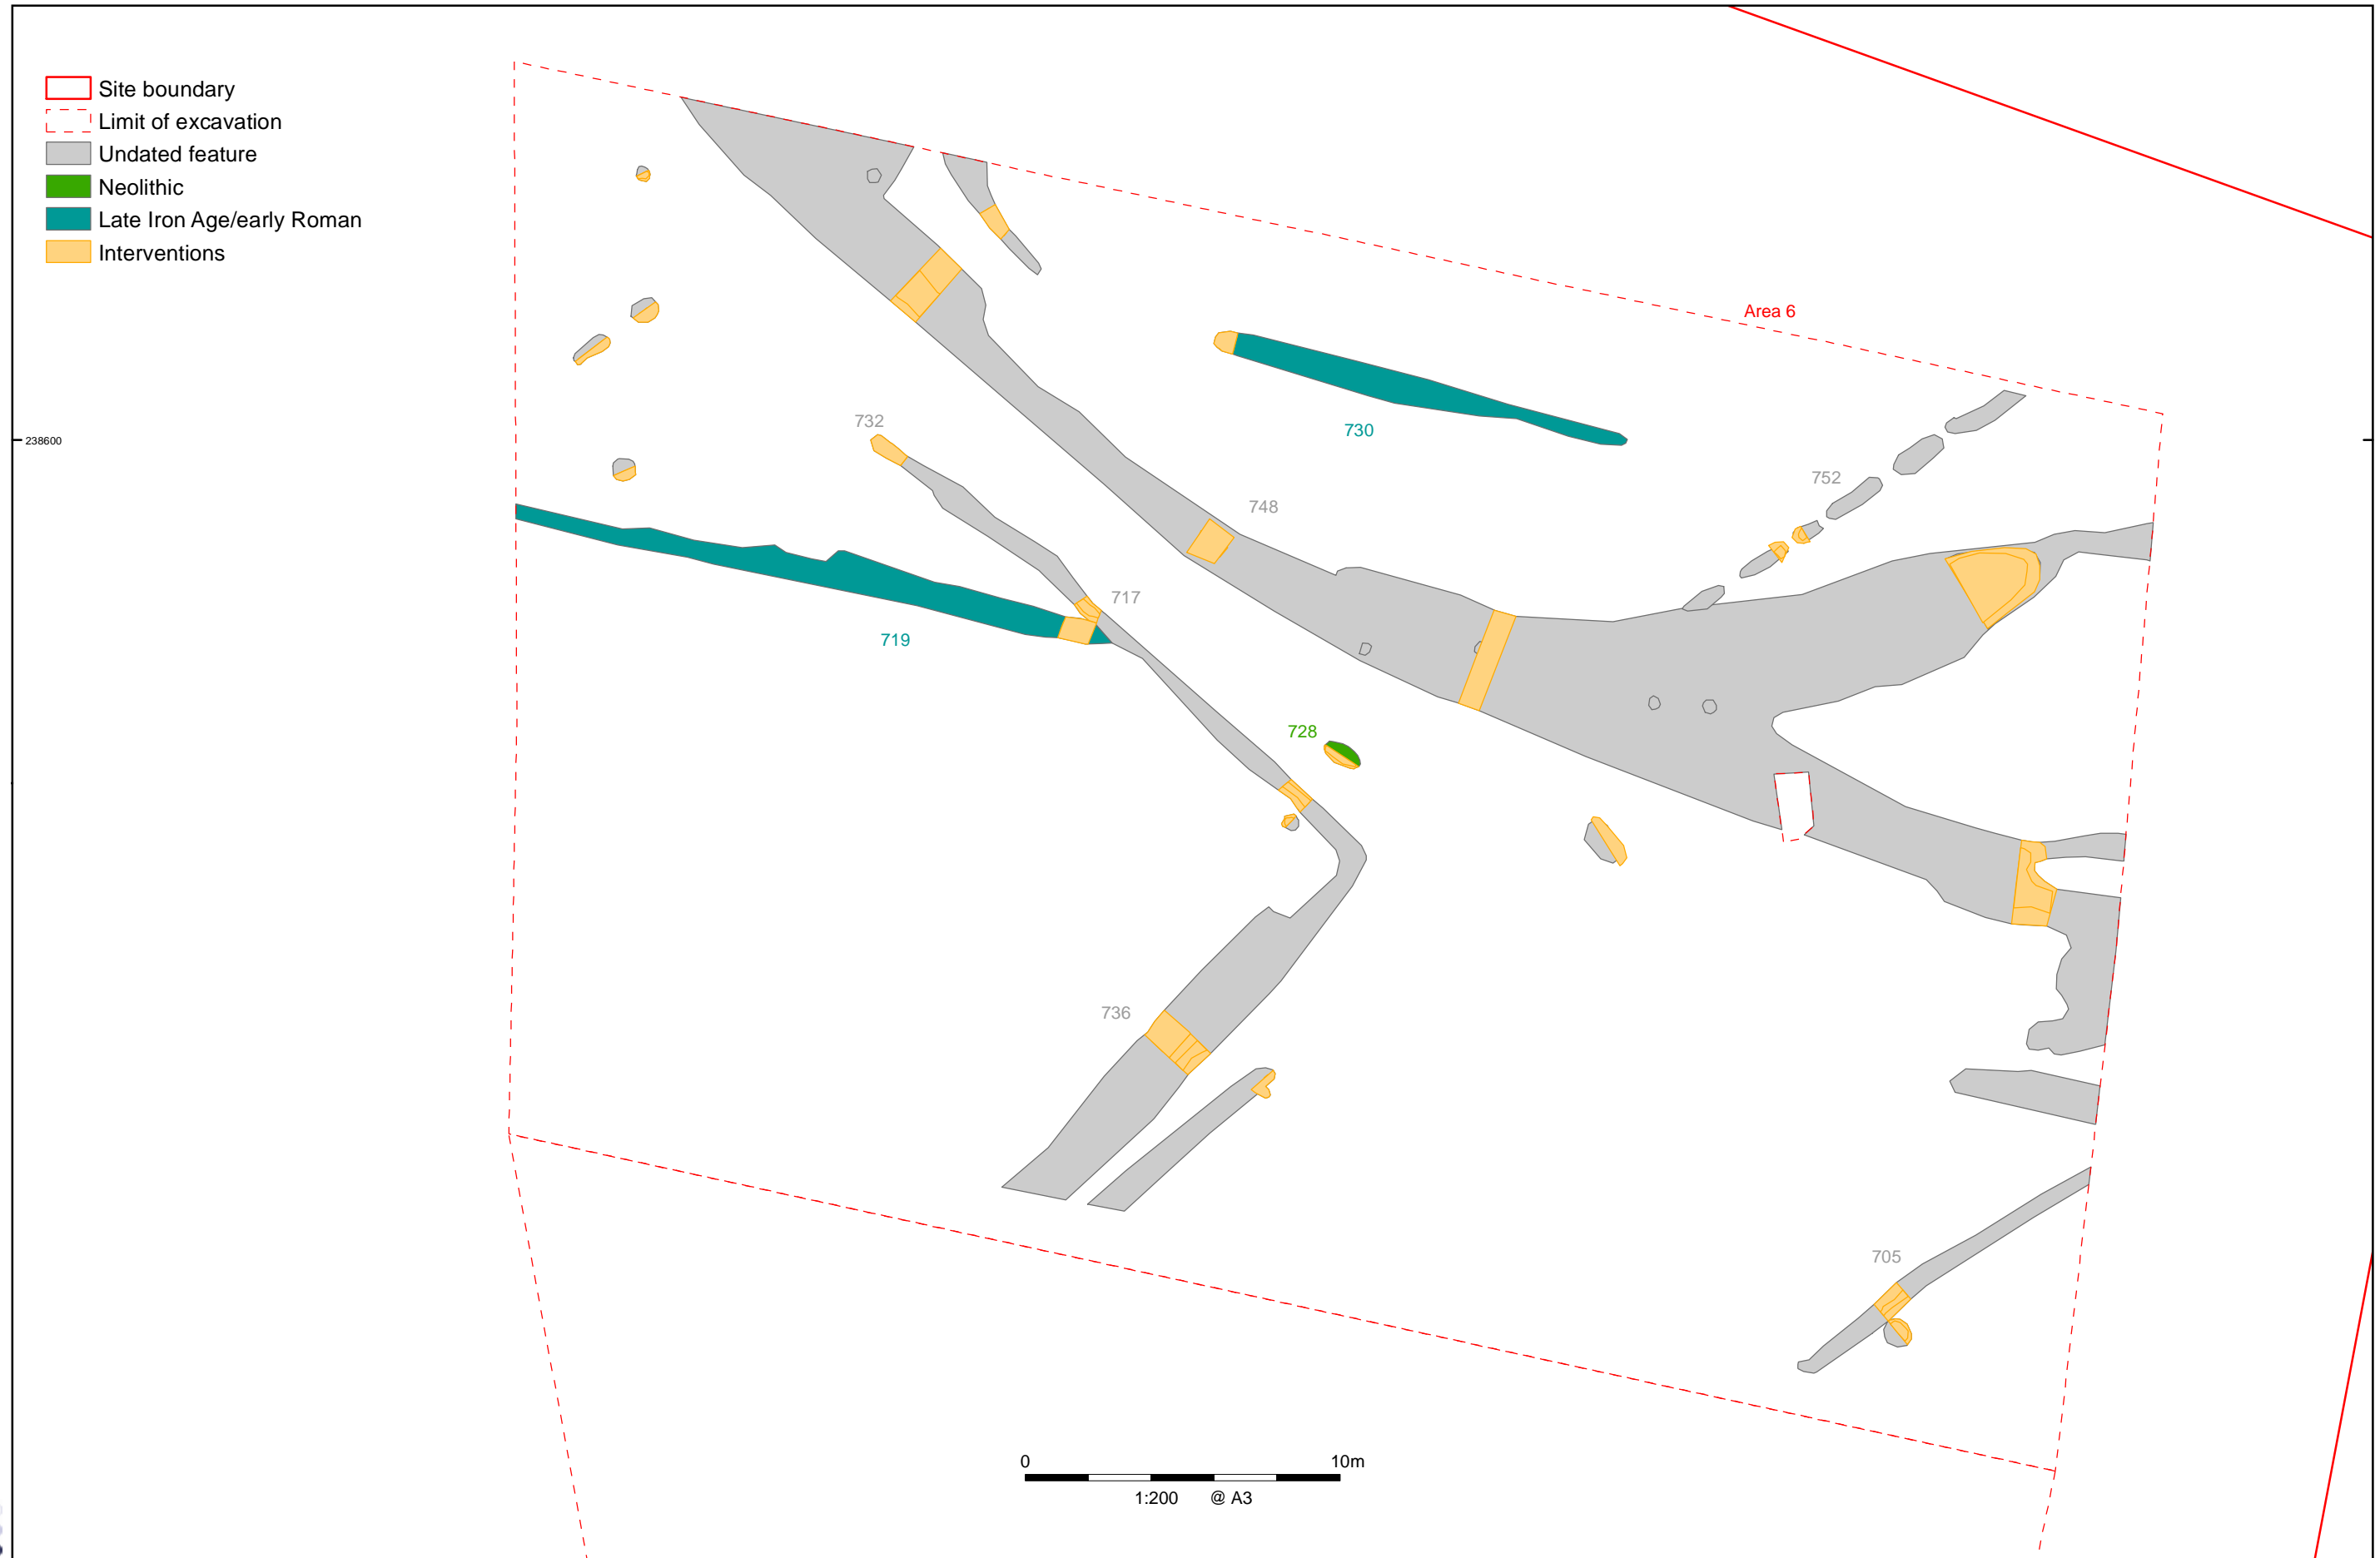 Site boundary
Limit of excavation
Undated feature
Neolithic
Late Iron Age/early Roman
Interventions
Area 6
732
730
238600
752
748
717
719
728
736
705
0 10m
1:200 @ A3